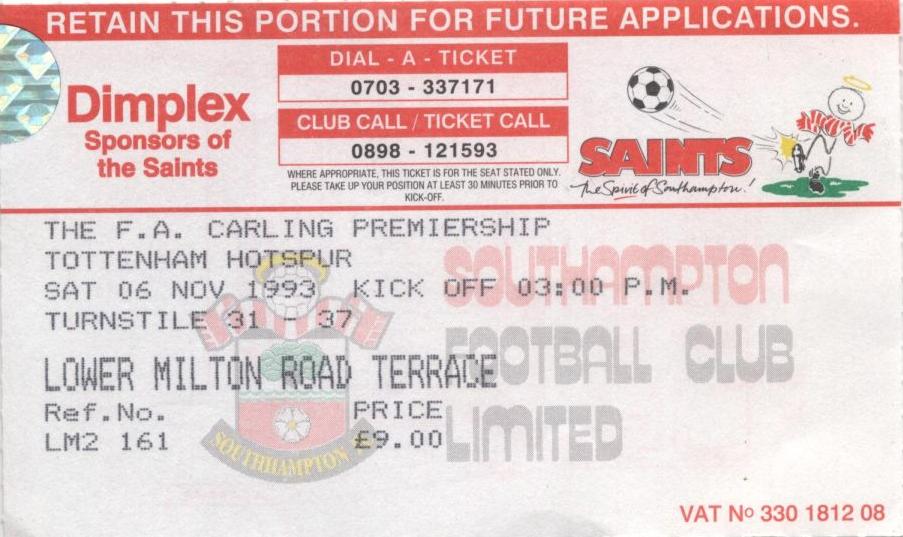 RETAIN THIS PORTION FOR FUTURE APPLICATIONS.
Dimplex
Sponsors of
the Saints
DIAL - A - TICKET
0703 - 337171
CLUB CALL / TICKET CALL
0898 - 121593
WHERE APPROPRIATE, THIS TICKET IS FOR THE SEAT STATED ONLY.
PLEASE TAKE UP YOUR POSITION AT LEAST 30 MINUTES PRIOR TO
KICK-OFF.
SAINTS
The Spirit of Southampton!
THE F.A. CARLING PREMIERSHIP
TOTTENHAM HOTSPUR
SAT 06 NOV 1993 KICK OFF 03:00 P.M.
TURNSTILE 31 - 37
LOWER MILTON ROAD TERRACE
Ref.No. PRICE
LM2 161 £9.00
SOUTHAMPTON
FOOTBALL CLUB
LIMITED
SOUTHAMPTON FC
VAT No 330 1812 08